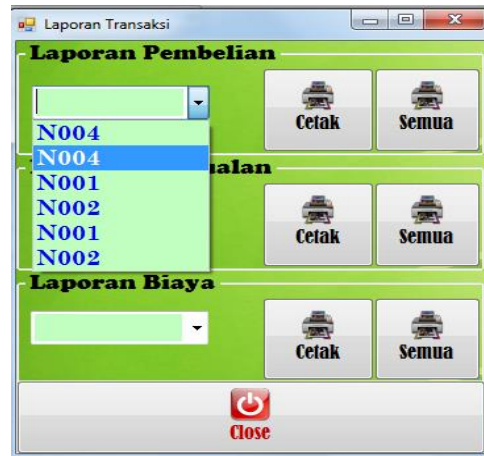 Laporan Transaksi
Laporan Pembelian
Cetak
Semua
N004
N004
N001
N002
N001
N002
Cetak
Semua
Laporan Biaya
Cetak
Semua
Close